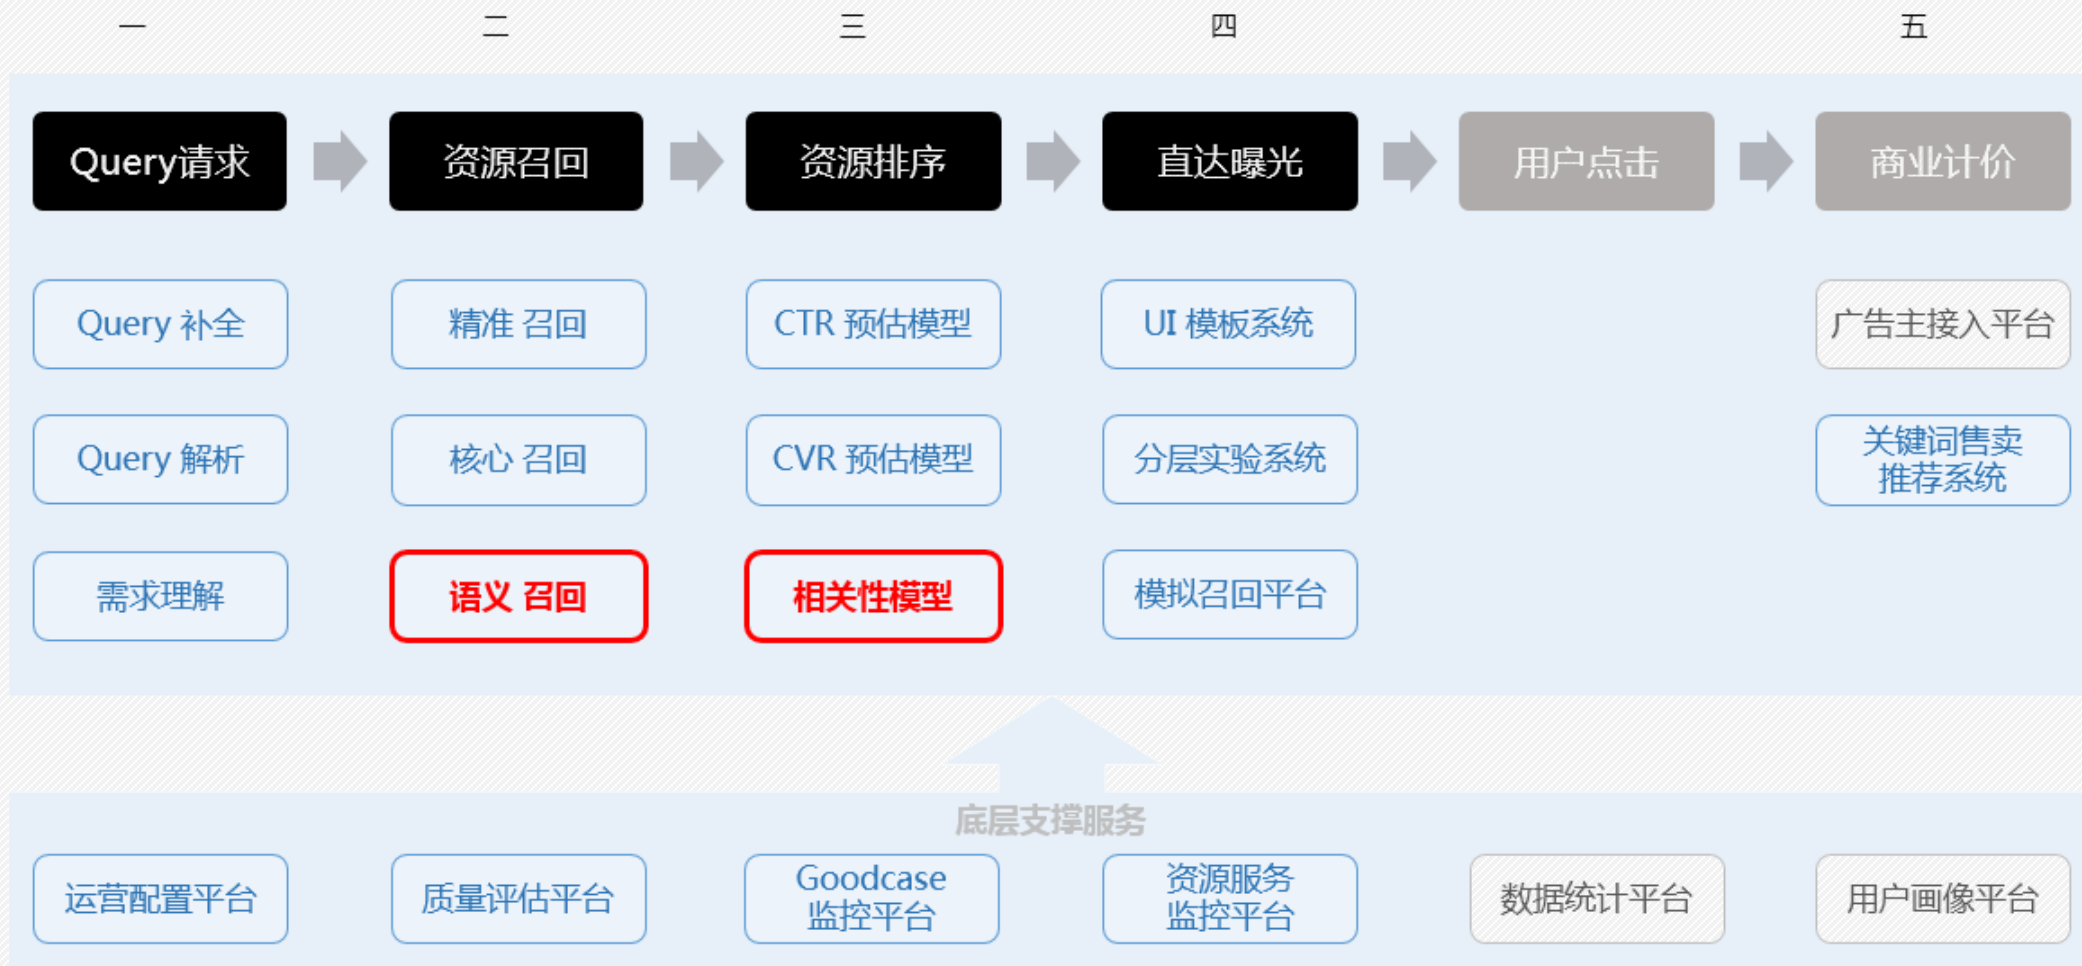 一
二
三
四
五
Query请求
资源召回
资源排序
直达曝光
用户点击
商业计价
Query 补全
精准 召回
CTR 预估模型
UI 模板系统
广告主接入平台
Query 解析
核心 召回
CVR 预估模型
分层实验系统
关键词售卖
推荐系统
需求理解
语义 召回
相关性模型
模拟召回平台
底层支撑服务
运营配置平台
质量评估平台
Goodcase
监控平台
资源服务
监控平台
数据统计平台
用户画像平台